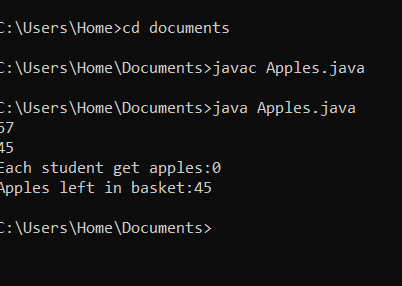 C:\Users\Home>cd documents
C:\Users\Home\Documents>javac Apples.java
C:\Users\Home\Documents>java Apples.java
57
45
Each student get apples:0
Apples left in basket:45
C:\Users\Home\Documents>